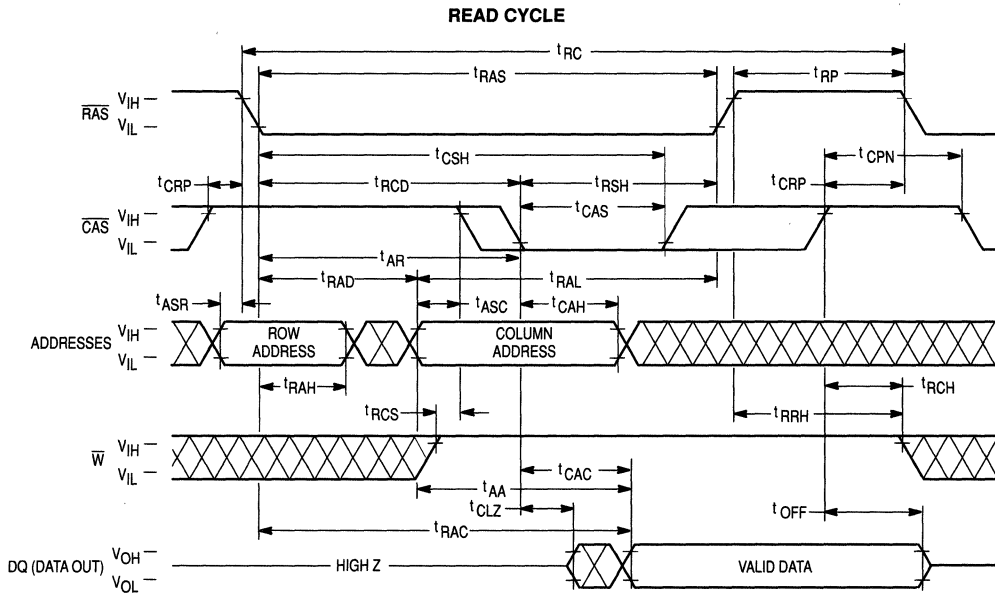 READ CYCLE
tRC
tRAS
tRP
RAS
VIH
VIL
tCSH
tCPN
tCRP
tRCD
tRSH
tCRP
tCAS
CAS
VIH
VIL
tAR
tRAD
tRAL
tASR
tASC
tCAH
ADDRESSES
VIH
VIL
ROW
ADDRESS
COLUMN
ADDRESS
tRAH
tRCH
tRCS
tRRH
W
VIH
VIL
tCAC
tAA
tCLZ
tOFF
tRAC
DQ (DATA OUT)
VOH
VOL
HIGH Z
VALID DATA